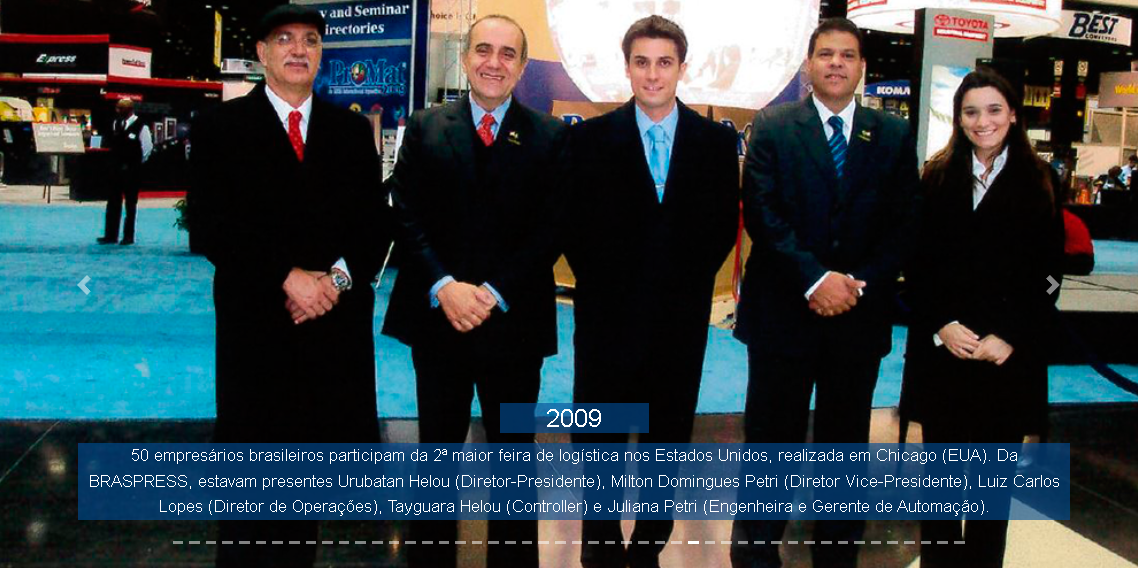 y and Seminar
irectories
hoice
ProMat
Express
TOYOTA
BEST
KOMA
2009
50 empresários brasileiros participam da 2ª maior feira de logística nos Estados Unidos, realizada em Chicago (EUA). Da
BRASPRESS, estavam presentes Urubatan Helou (Diretor-Presidente), Milton Domingues Petri (Diretor Vice-Presidente), Luiz Carlos
Lopes (Diretor de Operações), Tayguara Helou (Controller) e Juliana Petri (Engenheira e Gerente de Automação).